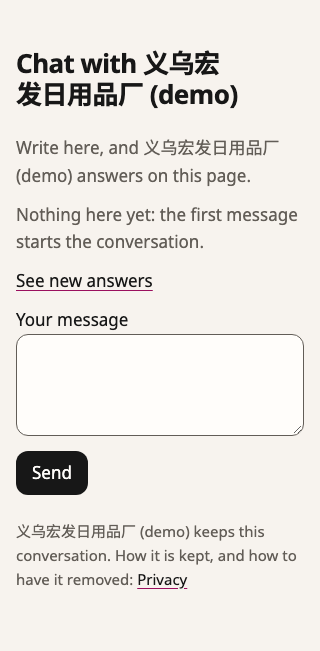 Chat with 义乌宏
发日用品厂 (demo)
Write here, and 义乌宏发日用品厂
(demo) answers on this page.
Nothing here yet: the first message
starts the conversation.
See new answers
Your message
Send
义乌宏发日用品厂 (demo) keeps this
conversation. How it is kept, and how to
have it removed: Privacy